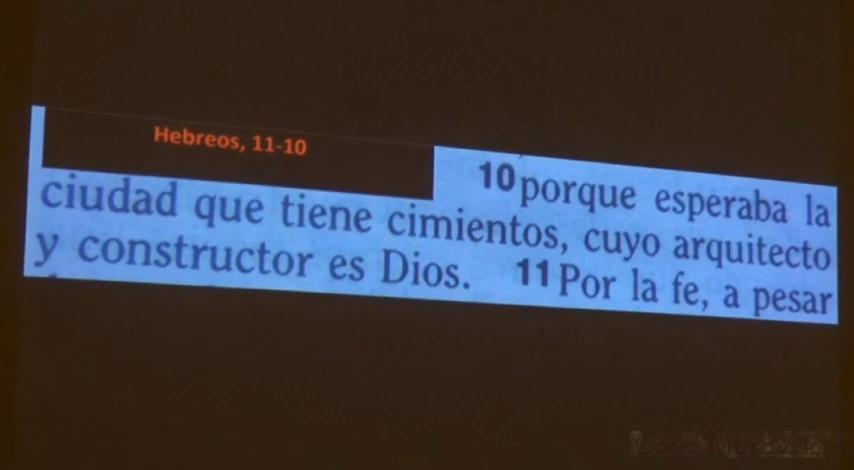 Hebreos, 11-10
10 porque esperaba la
ciudad que tiene cimientos, cuyo arquitecto
y constructor es Dios. 11 Por la fe, a pesar